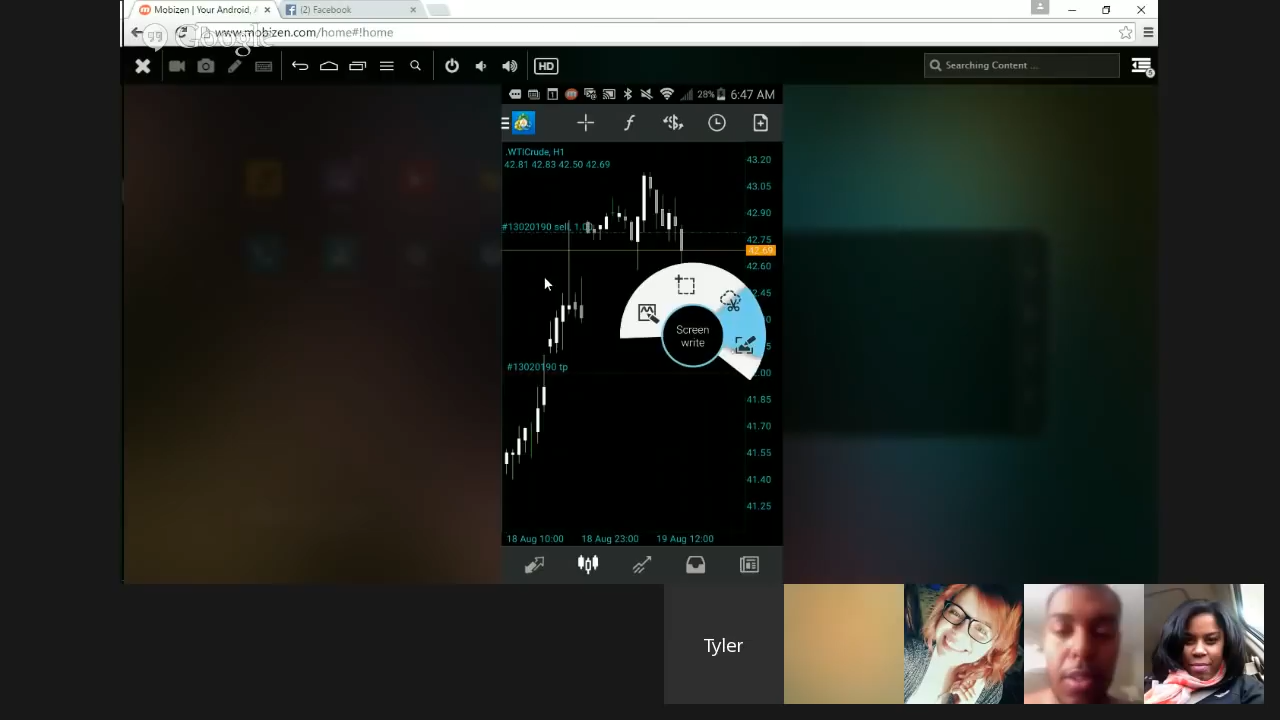 Mobizen | Your Android, A
(2) Facebook
Google
www.mobizen.com/home#!home
HD
Searching Content ...
5
28%
6:47 AM
.WTICrude, H1
42.81 42.83 42.50 42.69
#13020190 sell, 1.00
#13020190 tp
Screen
write
43.20
43.05
42.90
42.75
42.69
42.60
41.85
41.70
41.55
41.40
41.25
18 Aug 10:00
18 Aug 23:00
19 Aug 12:00
Tyler